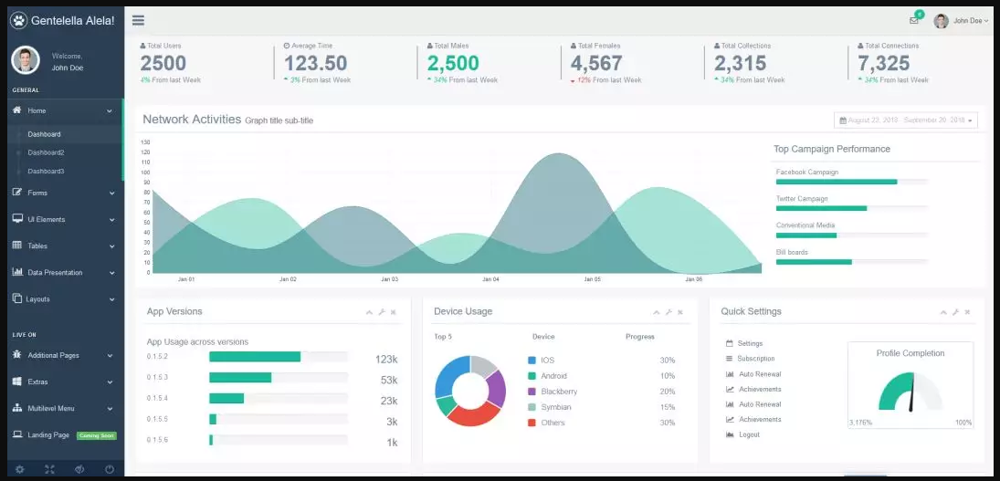 Gentelella Alela!
Welcome,
John Doe
GENERAL
Home
Dashboard
Dashboard2
Dashboard3
Forms
UI Elements
Tables
Data Presentation
Layouts
LIVE ON
Additional Pages
Extras
Multilevel Menu
Landing Page Coming Soon
6
John Doe
Total Users
2500
4% From last Week
Average Time
123.50
3% From last Week
Total Males
2,500
34% From last Week
Total Females
4,567
12% From last Week
Total Collections
2,315
34% From last Week
Total Connections
7,325
34% From last Week
Network Activities Graph title sub-title
August 22, 2018 - September 20, 2018
130
120
110
100
90
80
70
60
50
40
30
20
10
0
Jan 01 Jan 02 Jan 03 Jan 04 Jan 05 Jan 06
Top Campaign Performance
Facebook Campaign
Twitter Campaign
Conventional Media
Bill boards
App Versions
App Usage across versions
0.1.5.2 123k
0.1.5.3 53k
0.1.5.4 23k
0.1.5.5 3k
0.1.5.6 1k
Device Usage
Top 5 Device Progress
IOS 30%
Android 10%
Blackberry 20%
Symbian 15%
Others 30%
Quick Settings
Settings
Subscription
Auto Renewal
Achievements
Auto Renewal
Achievements
Logout
Profile Completion
3,176% 100%